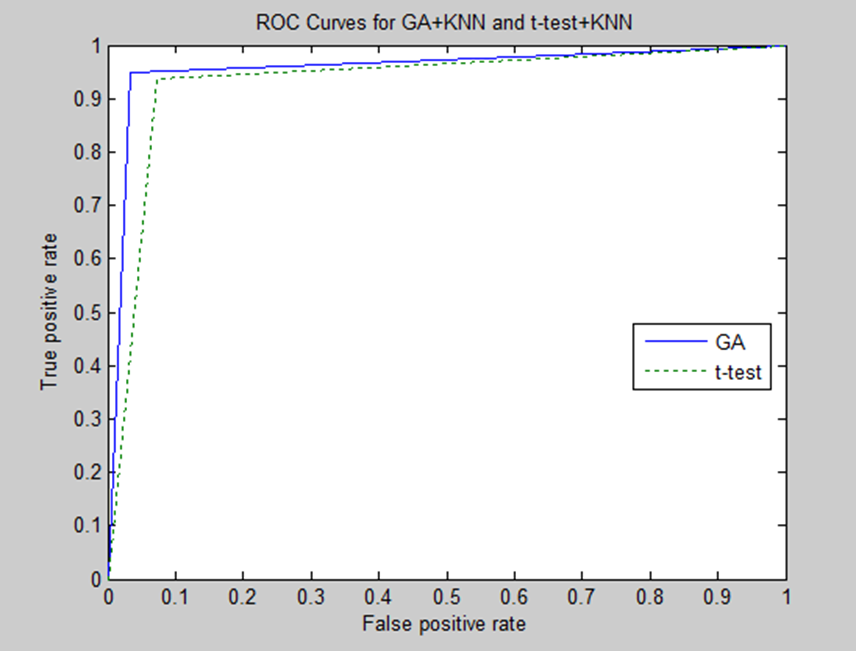 ROC Curves for GA+KNN and t-test+KNN
1
0.9
0.8
0.7
0.6
0.5
0.4
0.3
0.2
0.1
0
True positive rate
GA
t-test
0 0.1 0.2 0.3 0.4 0.5 0.6 0.7 0.8 0.9 1
False positive rate